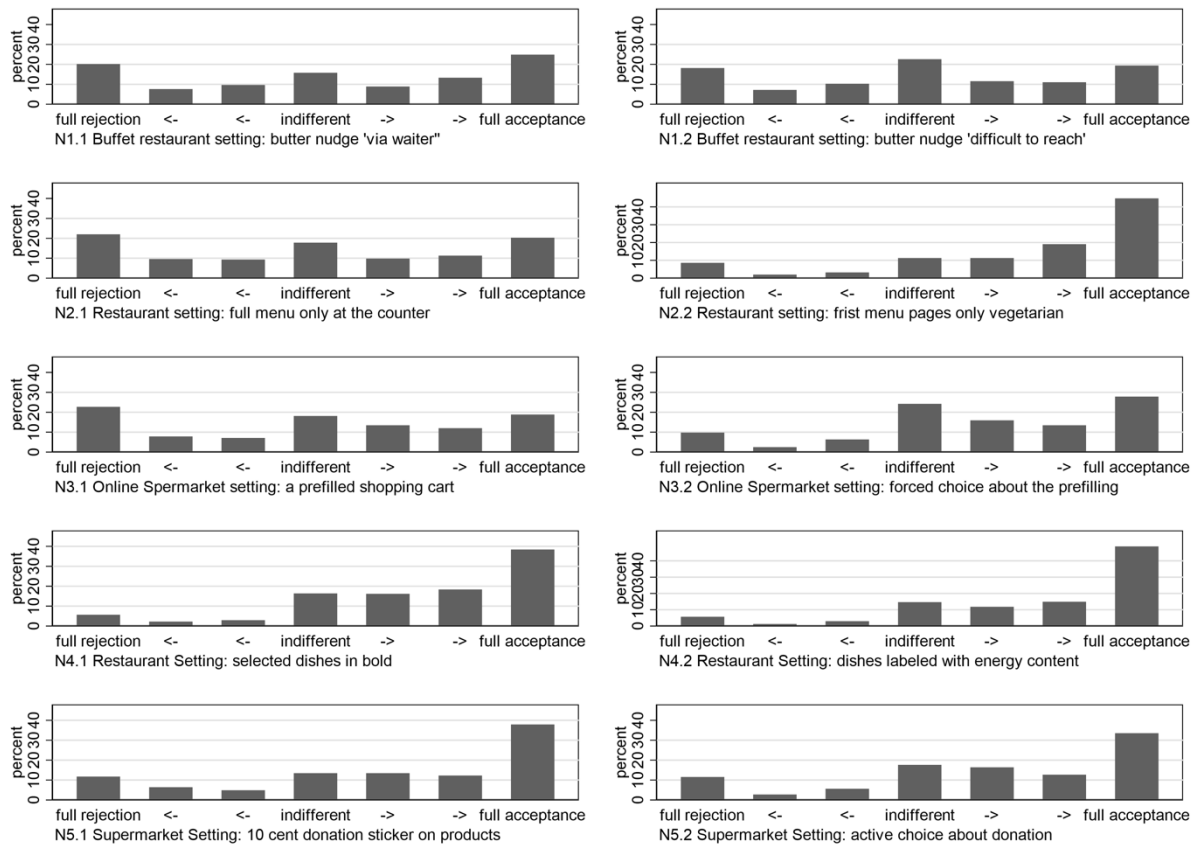 percent
0 10 20 30 40
full rejection <- <- indifferent -> -> full acceptance
N1.1 Buffet restaurant setting: butter nudge 'via waiter"
percent
0 10 20 30 40
full rejection <- <- indifferent -> -> full acceptance
N1.2 Buffet restaurant setting: butter nudge 'difficult to reach'
percent
0 10 20 30 40
full rejection <- <- indifferent -> -> full acceptance
N2.1 Restaurant setting: full menu only at the counter
percent
0 10 20 30 40
full rejection <- <- indifferent -> -> full acceptance
N2.2 Restaurant setting: frist menu pages only vegetarian
percent
0 10 20 30 40
full rejection <- <- indifferent -> -> full acceptance
N3.1 Online Spermarket setting: a prefilled shopping cart
percent
0 10 20 30 40
full rejection <- <- indifferent -> -> full acceptance
N3.2 Online Spermarket setting: forced choice about the prefilling
percent
0 10 20 30 40
full rejection <- <- indifferent -> -> full acceptance
N4.1 Restaurant Setting: selected dishes in bold
percent
0 10 20 30 40
full rejection <- <- indifferent -> -> full acceptance
N4.2 Restaurant Setting: dishes labeled with energy content
percent
0 10 20 30 40
full rejection <- <- indifferent -> -> full acceptance
N5.1 Supermarket Setting: 10 cent donation sticker on products
percent
0 10 20 30 40
full rejection <- <- indifferent -> -> full acceptance
N5.2 Supermarket Setting: active choice about donation